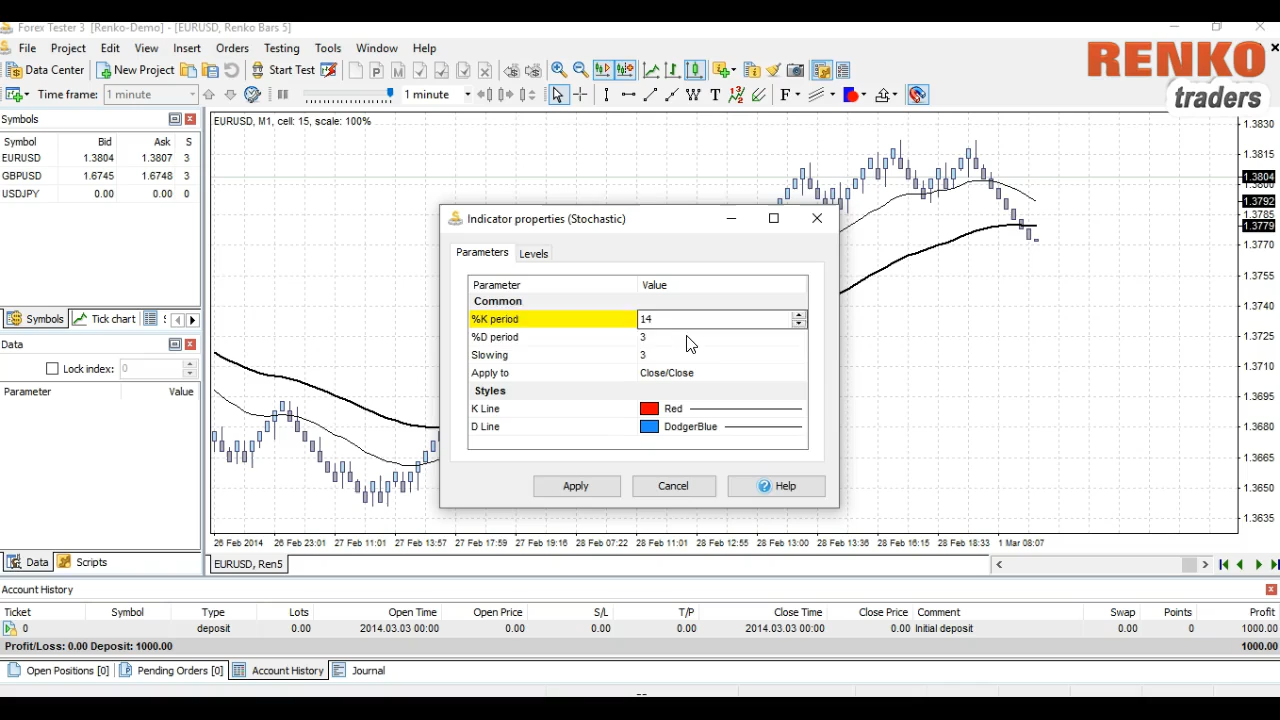 Forex Tester 3 [Renko-Demo] - [EURUSD, Renko Bars 5]
File Project Edit View Insert Orders Testing Tools Window Help
RENKO
traders
Data Center New Project Start Test
Time frame: 1 minute 1 minute
Symbols
Symbol Bid Ask S
EURUSD 1.3804 1.3807 3
GBPUSD 1.6745 1.6748 3
USDJPY 0.00 0.00 0
Symbols Tick chart
Data
Lock index: 0
Parameter Value
Data Scripts
EURUSD, M1, cell: 15, scale: 100%
1.3830
1.3815
1.3804
1.3800
1.3792
1.3785
1.3779
1.3770
1.3755
1.3740
1.3725
1.3710
1.3695
1.3680
1.3665
1.3650
1.3635
Indicator properties (Stochastic)
Parameters Levels
Parameter Value
Common
%K period 14
%D period 3
Slowing 3
Apply to Close/Close
Styles
K Line Red
D Line DodgerBlue
Apply Cancel Help
26 Feb 2014 26 Feb 23:01 27 Feb 11:01 27 Feb 13:57 27 Feb 17:59 27 Feb 19:16 28 Feb 07:22 28 Feb 11:01 28 Feb 12:55 28 Feb 13:00 28 Feb 13:36 28 Feb 16:15 28 Feb 18:33 1 Mar 08:07
EURUSD, Ren5
Account History
Ticket Symbol Type Lots Open Time Open Price S/L T/P Close Time Close Price Comment Swap Points Profit
0 deposit 0.00 2014.03.03 00:00 0.00 0.00 0.00 2014.03.03 00:00 0.00 Initial deposit 0.00 0 1000.00
Profit/Loss: 0.00 Deposit: 1000.00 1000.00
Open Positions [0] Pending Orders [0] Account History Journal